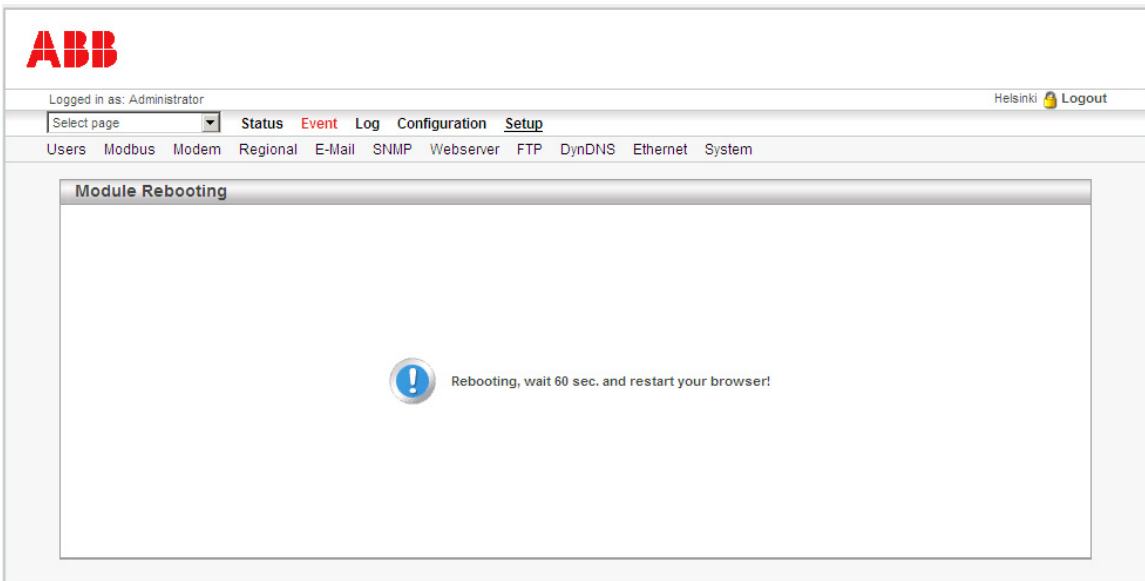 ABB
Logged in as: Administrator Helsinki Logout
Select page Status Event Log Configuration Setup
Users Modbus Modem Regional E-Mail SNMP Webserver FTP DynDNS Ethernet System
Module Rebooting
Rebooting, wait 60 sec. and restart your browser!